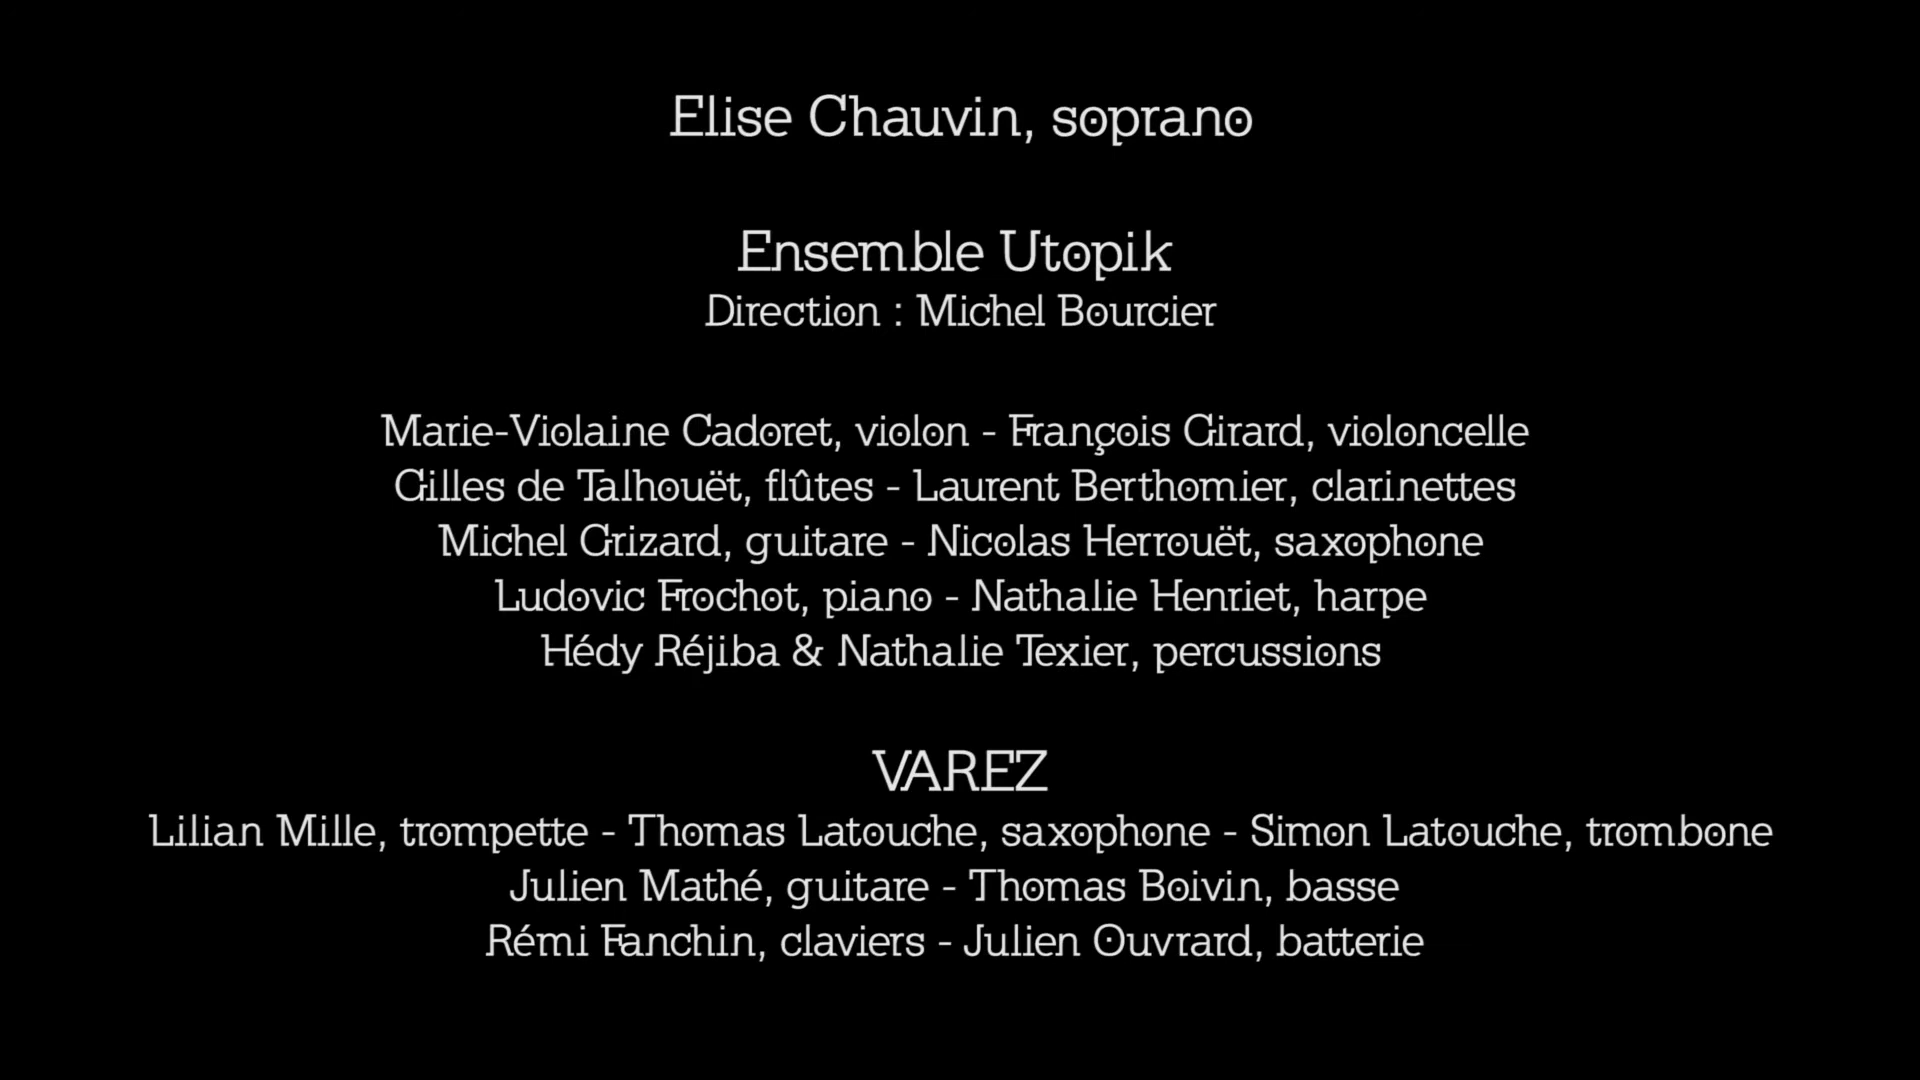 Elise Chauvin, soprano
Ensemble Utopik
Direction : Michel Bourcier
Marie-Violaine Cadoret, violon - François Girard, violoncelle
Gilles de Talhouët, flûtes - Laurent Berthomier, clarinettes
Michel Grizard, guitare - Nicolas Herrouët, saxophone
Ludovic Frochot, piano - Nathalie Henriet, harpe
Hédy Réjiba & Nathalie Texier, percussions
VAREZ
Lilian Mille, trompette - Thomas Latouche, saxophone - Simon Latouche, trombone
Julien Mathé, guitare - Thomas Boivin, basse
Rémi Fanchin, claviers - Julien Ouvrard, batterie